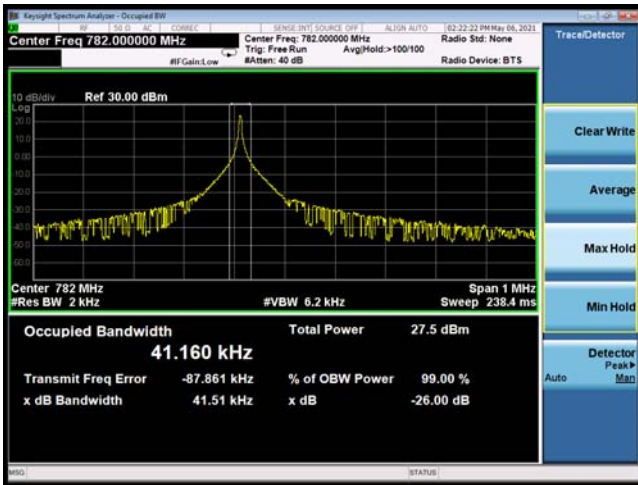 Keysight Spectrum Analyzer - Occupied BW
RF 50 Ω AC CORREC SENSE:INT SOURCE OFF ALIGN AUTO 02:22:22 PM May 06, 2021
Center Freq 782.000000 MHz
Center Freq: 782.000000 MHz
Radio Std: None
Trig: Free Run Avg|Hold:>100/100
#IFGain:Low #Atten: 40 dB Radio Device: BTS
Trace/Detector
10 dB/div Ref 30.00 dBm
Log
20.0
10.0
0.00
-10.0
-20.0
-30.0
-40.0
-50.0
-60.0
Center 782 MHz Span 1 MHz
#Res BW 2 kHz #VBW 6.2 kHz Sweep 238.4 ms
Occupied Bandwidth Total Power 27.5 dBm
41.160 kHz
Transmit Freq Error -87.861 kHz % of OBW Power 99.00 %
x dB Bandwidth 41.51 kHz x dB -26.00 dB
Clear Write
Average
Max Hold
Min Hold
Detector
Peak▶
Auto Man
MSG STATUS